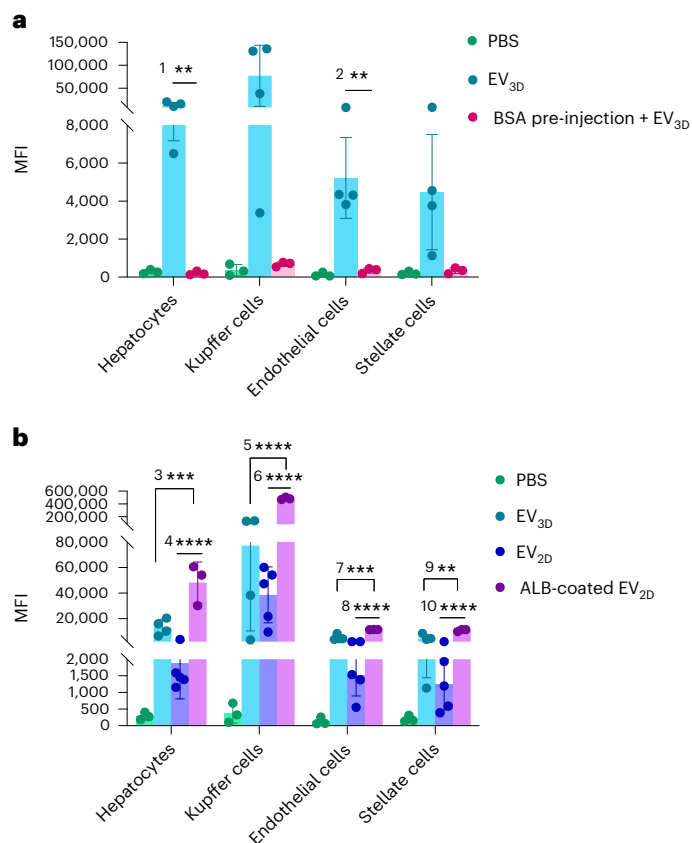 a
150,000
100,000
50,000
8,000
6,000
4,000
2,000
0
MFI
1 **
2 **
PBS
EV3D
BSA pre-injection + EV3D
Hepatocytes
Kupffer cells
Endothelial cells
Stellate cells
b
600,000
400,000
200,000
80,000
60,000
40,000
20,000
2,000
1,500
1,000
500
0
MFI
3 ***
4 ****
5 ****
6 ****
7 ***
8 ****
9 **
10 ****
PBS
EV3D
EV2D
ALB-coated EV2D
Hepatocytes
Kupffer cells
Endothelial cells
Stellate cells